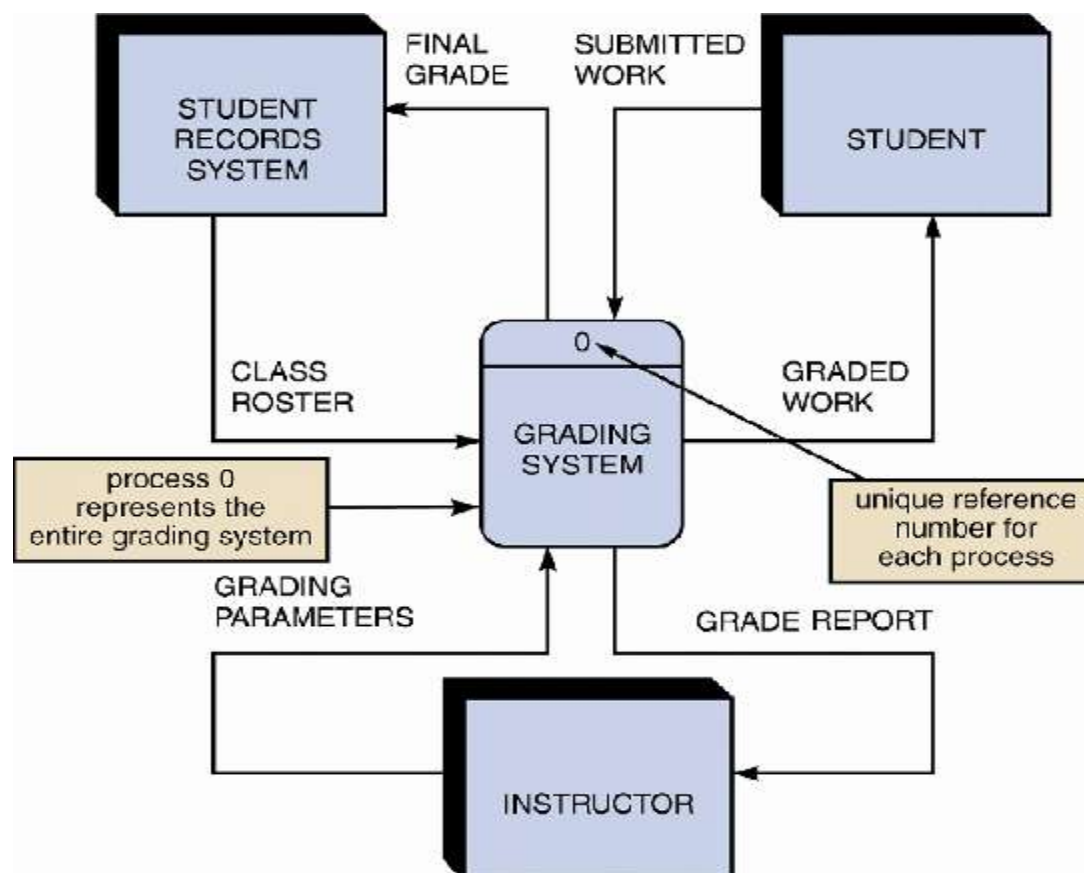 FINAL
GRADE
SUBMITTED
WORK
STUDENT
RECORDS
SYSTEM
STUDENT
0
CLASS
ROSTER
GRADED
WORK
GRADING
SYSTEM
process 0
represents the
entire grading system
unique reference
number for
each process
GRADING
PARAMETERS
GRADE REPORT
INSTRUCTOR